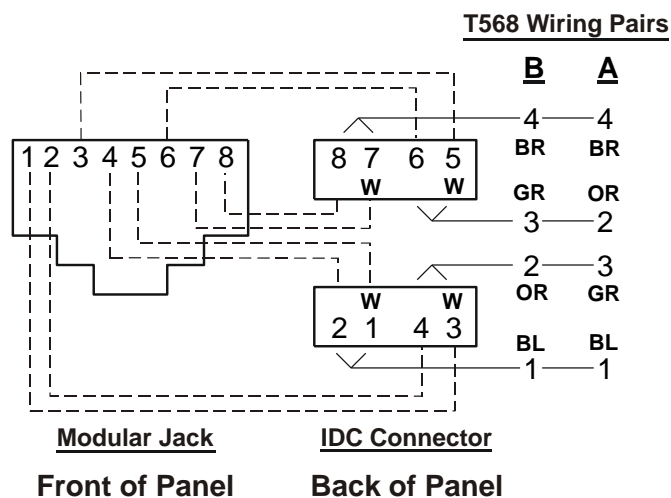 T568 Wiring Pairs
B A
4 4
BR BR
1 2 3 4 5 6 7 8
8 7 6 5
W W
GR OR
3 2
2 3
OR GR
W W
2 1 4 3
BL BL
1 1
Modular Jack IDC Connector
Front of Panel Back of Panel